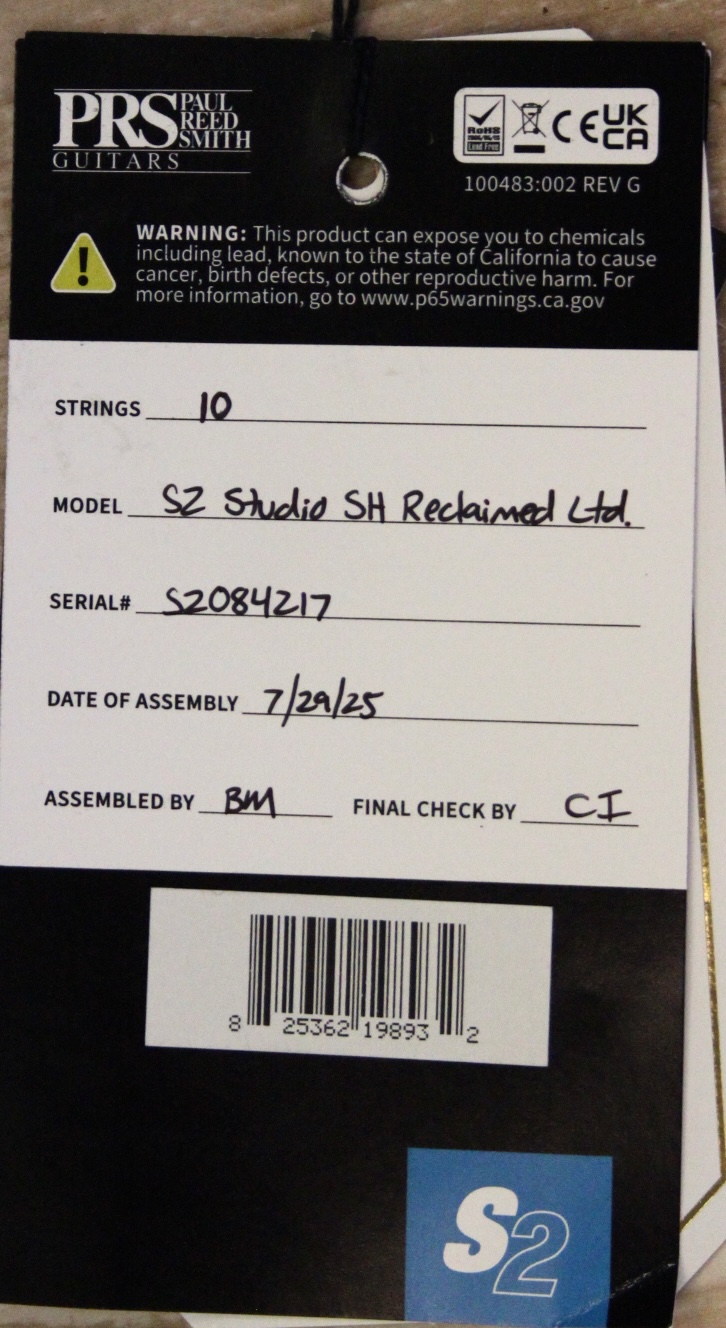 PRS PAUL REED SMITH
GUITARS
RoHS
Lead Free
CE UK CA
100483:002 REV G
WARNING: This product can expose you to chemicals
including lead, known to the state of California to cause
cancer, birth defects, or other reproductive harm. For
more information, go to www.p65warnings.ca.gov
STRINGS 10
MODEL S2 Studio SH Reclaimed Ltd.
SERIAL# S2084217
DATE OF ASSEMBLY 7/29/25
ASSEMBLED BY BM FINAL CHECK BY CI
8 25362 19893 2
S2